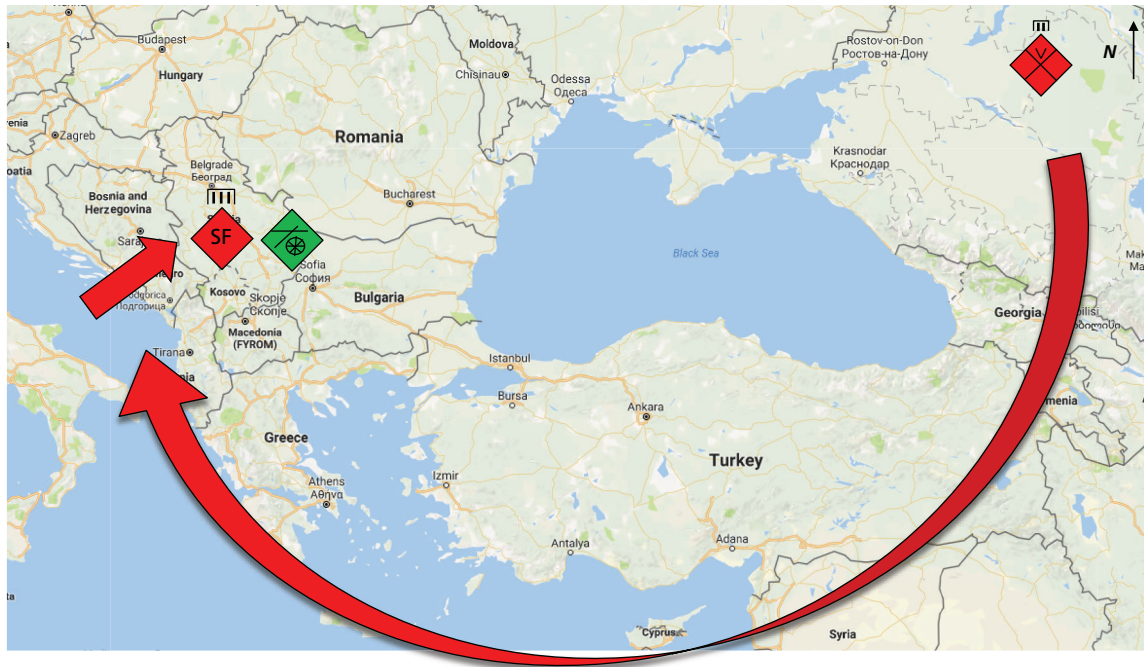 Budapest
Hungary
Moldova
Chisinau
Rostov-on-Don
Ростов-на-Дону
N
Odessa
Одеса
Zagreb
Romania
Krasnodar
Краснодар
Belgrade
Београд
Bosnia and
Herzegovina
Bucharest
SF
Sofia
София
Black Sea
Kosovo
Skopje
Скопје
Bulgaria
Macedonia
(FYROM)
Georgia
Tirana
Istanbul
Bursa
Ankara
Greece
Turkey
Athens
Αθήνα
Izmir
Antalya
Adana
Cyprus
Syria